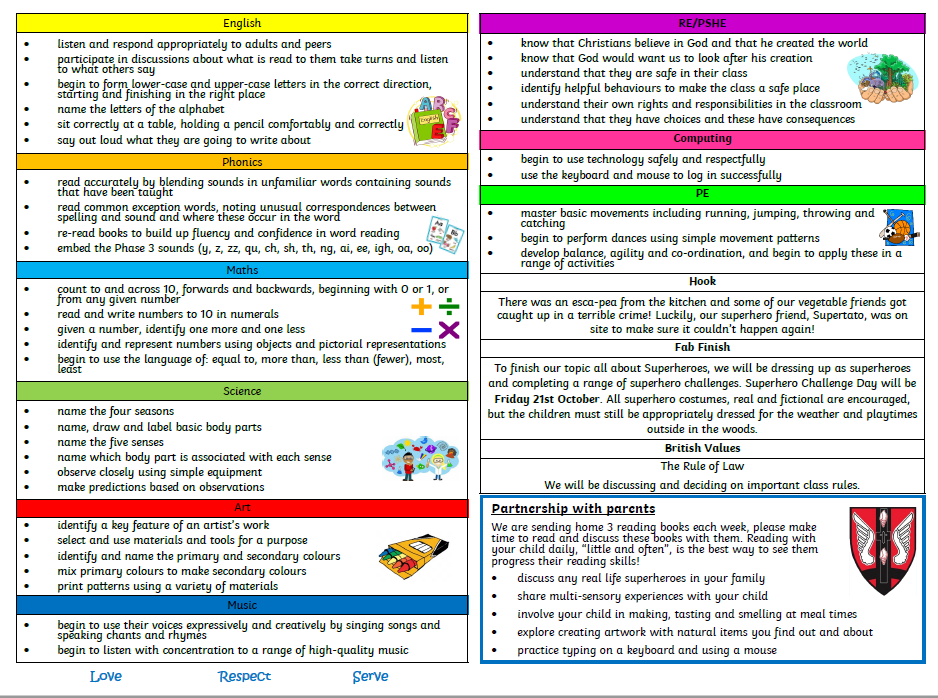 English
listen and respond appropriately to adults and peers
participate in discussions about what is read to them take turns and listen
to what others say
begin to form lower-case and upper-case letters in the correct direction,
starting and finishing in the right place
name the letters of the alphabet
sit correctly at a table, holding a pencil comfortably and correctly
say out loud what they are going to write about
Phonics
read accurately by blending sounds in unfamiliar words containing sounds
that have been taught
read common exception words, noting unusual correspondences between
spelling and sound and where these occur in the word
re-read books to build up fluency and confidence in word reading
embed the Phase 3 sounds (y, z, zz, qu, ch, sh, th, ng, ai, ee, igh, oa, oo)
Maths
count to and across 10, forwards and backwards, beginning with 0 or 1, or
from any given number
read and write numbers to 10 in numerals
given a number, identify one more and one less
identify and represent numbers using objects and pictorial representations
begin to use the language of: equal to, more than, less than (fewer), most,
least
Science
name the four seasons
name, draw and label basic body parts
name the five senses
name which body part is associated with each sense
observe closely using simple equipment
make predictions based on observations
Art
identify a key feature of an artist's work
select and use materials and tools for a purpose
identify and name the primary and secondary colours
mix primary colours to make secondary colours
print patterns using a variety of materials
Music
begin to use their voices expressively and creatively by singing songs and
speaking chants and rhymes
begin to listen with concentration to a range of high-quality music
RE/PSHE
know that Christians believe in God and that he created the world
know that God would want us to look after his creation
understand that they are safe in their class
identify helpful behaviours to make the class a safe place
understand their own rights and responsibilities in the classroom
understand that they have choices and these have consequences
Computing
begin to use technology safely and respectfully
use the keyboard and mouse to log in successfully
PE
master basic movements including running, jumping, throwing and
catching
begin to perform dances using simple movement patterns
develop balance, agility and co-ordination, and begin to apply these in a
range of activities
Hook
There was an esca-pea from the kitchen and some of our vegetable friends got
caught up in a terrible crime! Luckily, our superhero friend, Supertato, was on
site to make sure it couldn't happen again!
Fab Finish
To finish our topic all about Superheroes, we will be dressing up as superheroes
and completing a range of superhero challenges. Superhero Challenge Day will be
Friday 21st October. All superhero costumes, real and fictional are encouraged,
but the children must still be appropriately dressed for the weather and playtimes
outside in the woods.
British Values
The Rule of Law
We will be discussing and deciding on important class rules.
Partnership with parents
We are sending home 3 reading books each week, please make
time to read and discuss these books with them. Reading with
your child daily, "little and often", is the best way to see them
progress their reading skills!
discuss any real life superheroes in your family
share multi-sensory experiences with your child
involve your child in making, tasting and smelling at meal times
explore creating artwork with natural items you find out and about
practice typing on a keyboard and using a mouse
Love Respect Serve